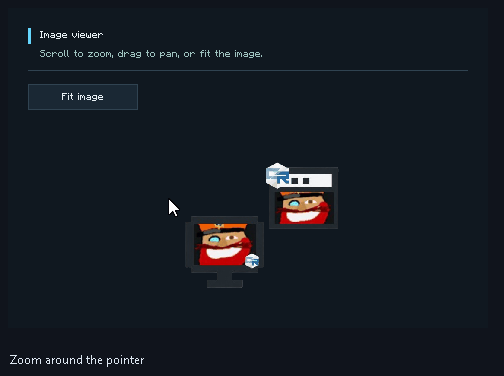 Image viewer
Scroll to zoom, drag to pan, or fit the image.
Fit image
R
R
Zoom around the pointer